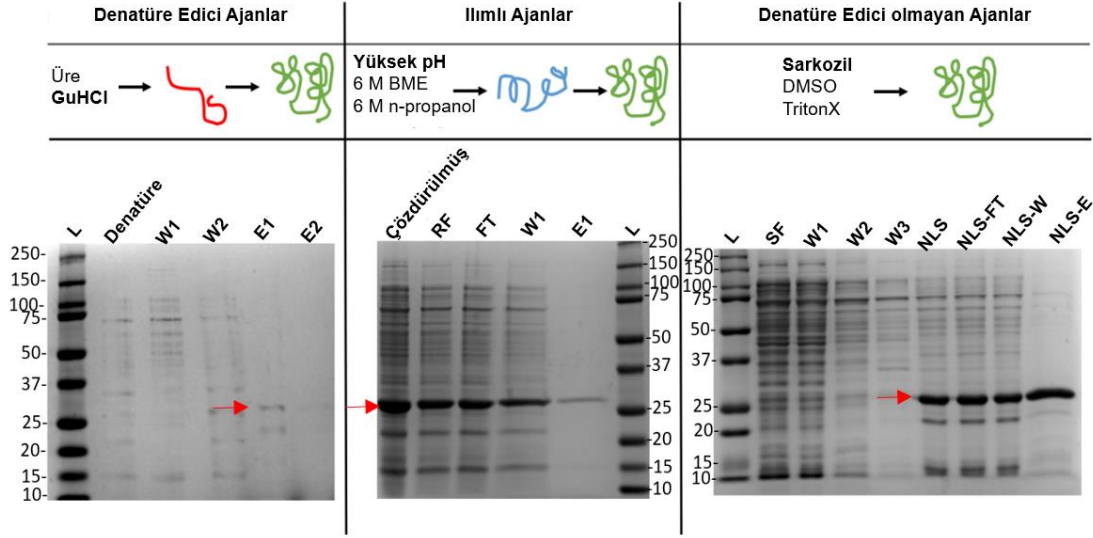 Denatüre Edici Ajanlar
Ilımlı Ajanlar
Denatüre Edici olmayan Ajanlar
Üre
GuHCl
Yüksek pH
6 M BME
6 M n-propanol
Sarkozil
DMSO
TritonX
L
Denatüre
W1
W2
E1
E2
250-
150-
100-
75-
50-
37-
25-
20-
15-
10-
Çözdürülmüş
RF
FT
W1
E1
L
-250
-150
-100
75
-50
-37
-25
-20
-15
-10
L
SF
W1
W2
W3
NLS
NLS-FT
NLS-W
NLS-E
250-
150-
100-
75-
50-
37-
25-
20-
15-
10-